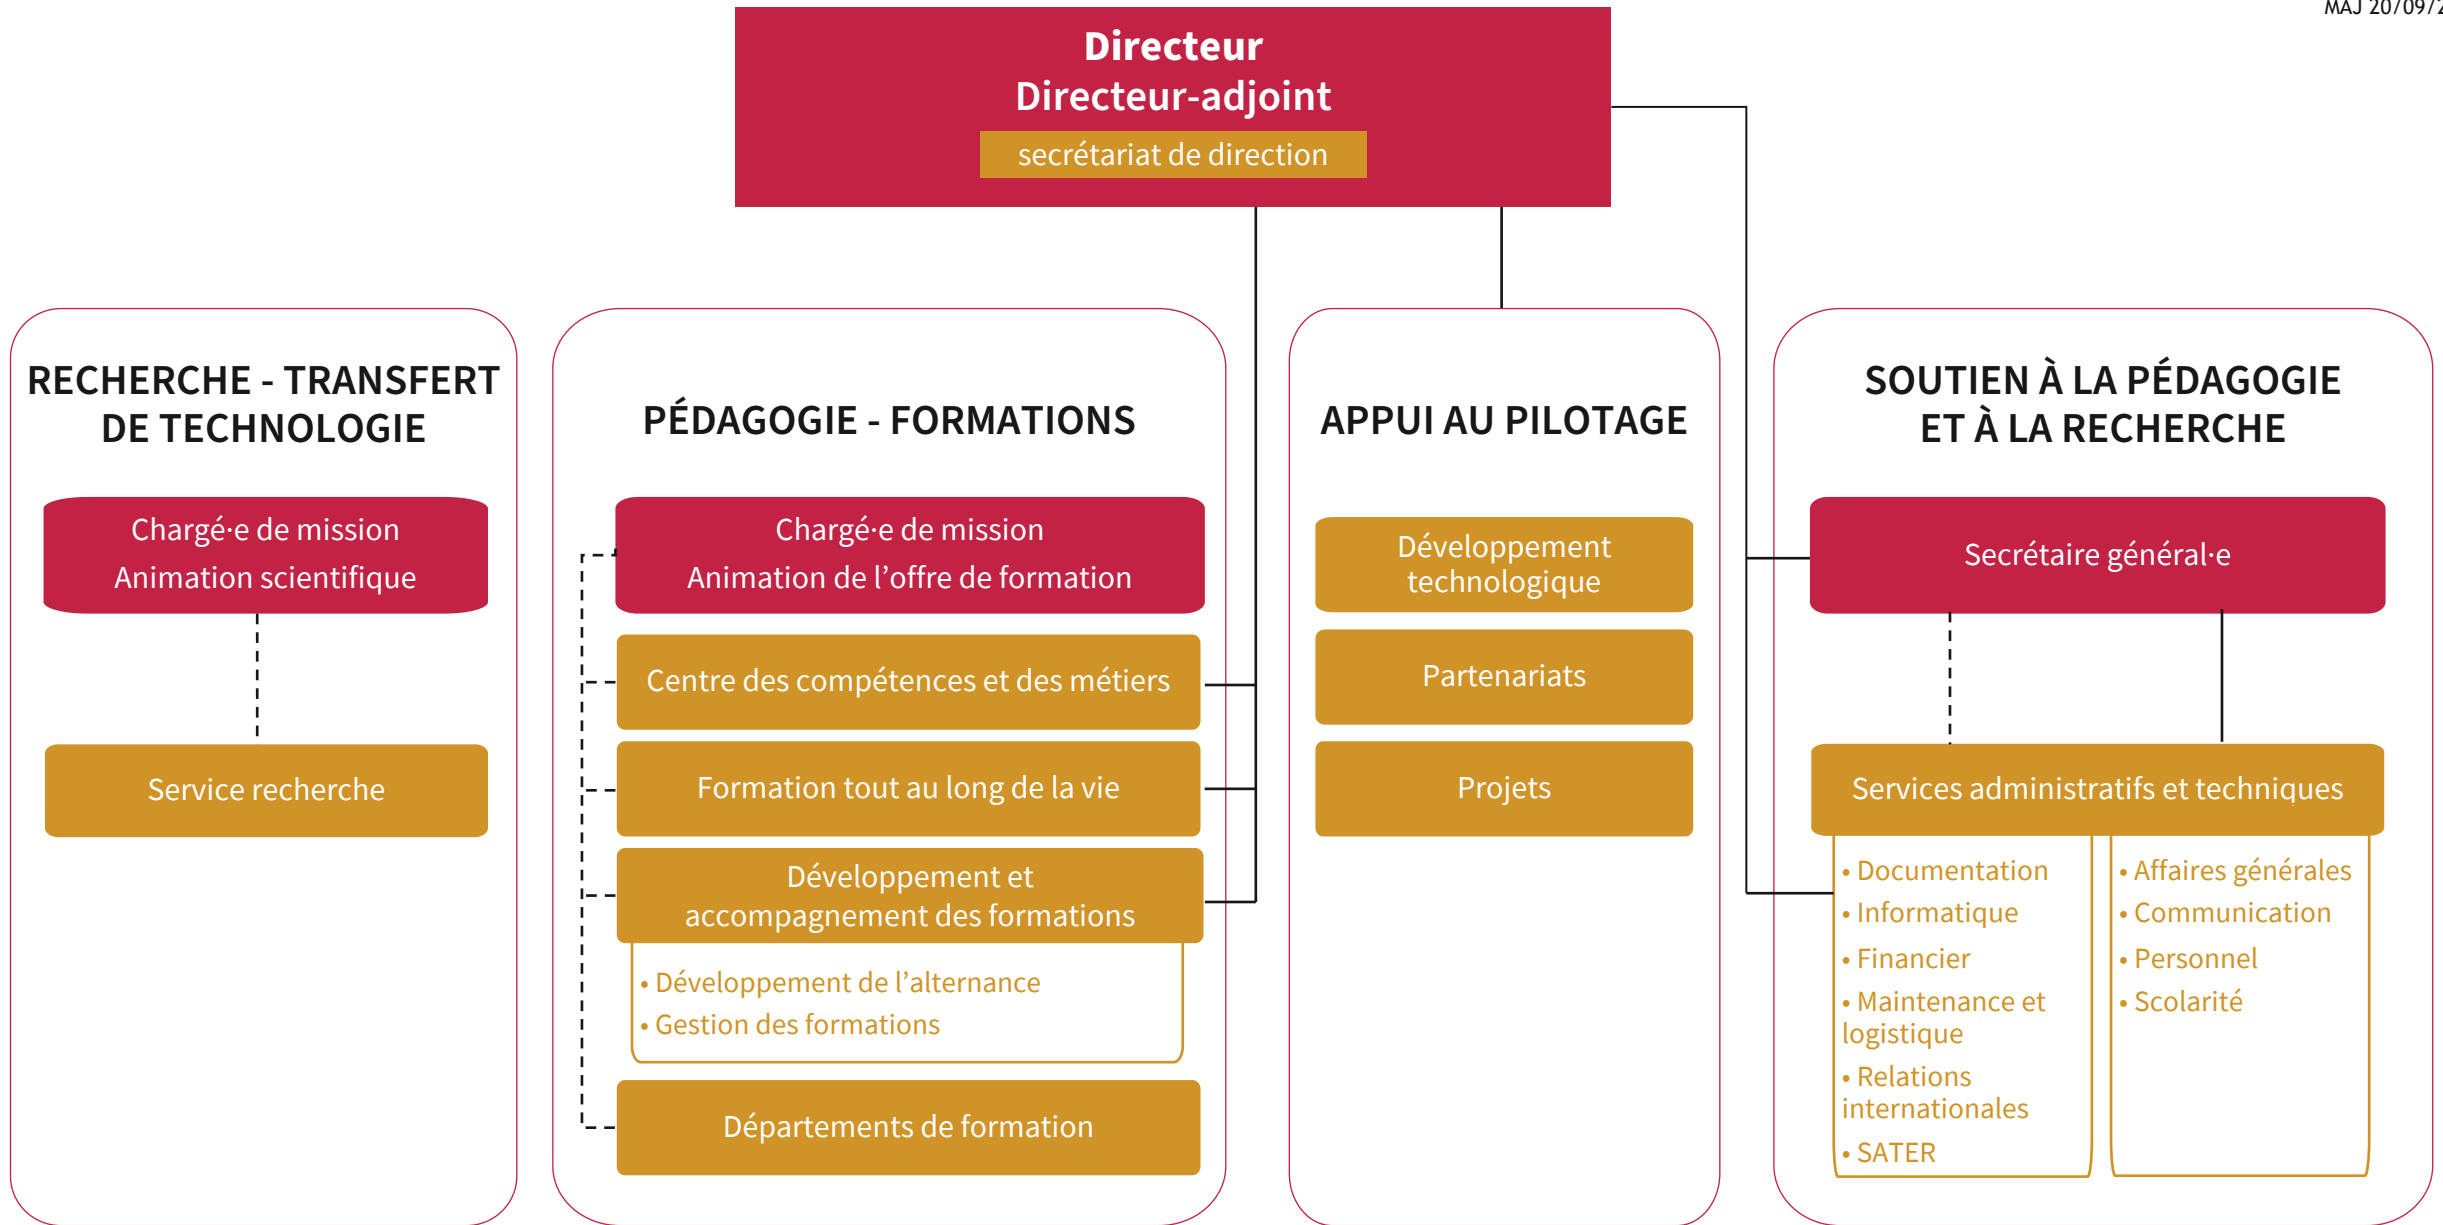 MAJ 20/09/2
Directeur
Directeur-adjoint
secrétariat de direction
RECHERCHE - TRANSFERT
DE TECHNOLOGIE
Chargé·e de mission
Animation scientifique
Service recherche
PÉDAGOGIE - FORMATIONS
Chargé·e de mission
Animation de l’offre de formation
Centre des compétences et des métiers
Formation tout au long de la vie
Développement et
accompagnement des formations
• Développement de l’alternance
• Gestion des formations
Départements de formation
APPUI AU PILOTAGE
Développement
technologique
Partenariats
Projets
SOUTIEN À LA PÉDAGOGIE
ET À LA RECHERCHE
Secrétaire général·e
Services administratifs et techniques
• Documentation
• Informatique
• Financier
• Maintenance et
logistique
• Relations
internationales
• SATER
• Affaires générales
• Communication
• Personnel
• Scolarité